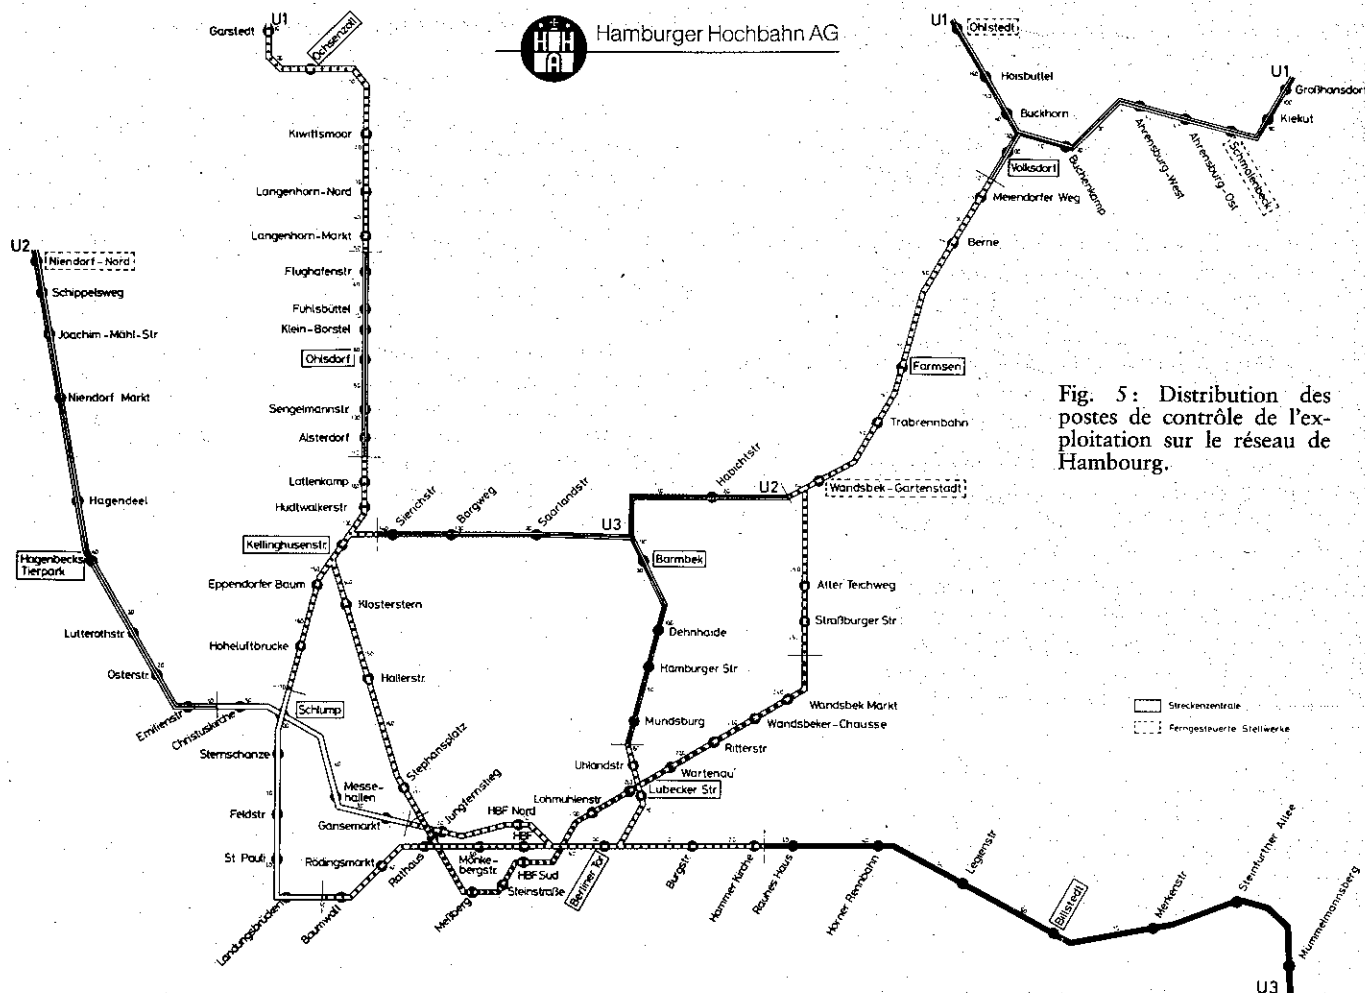 Hamburger Hochbahn AG
H H
A
U1
Garstedt
Ochsenzoll
Kiwittsmoor
Langenhorn-Nord
Langenhorn-Markt
Flughafenstr
Fuhlsbüttel
Klein-Borstel
Ohlsdorf
Sengelmannstr
Alsterdorf
Lattenkamp
Hudtwalkerstr
Kellinghusenstr.
Eppendorfer Baum
Hoheluftbrücke
Klosterstern
Hallerstr.
Stephansplatz
Jungfernstieg
U1
Ohlstedt
Hoisbüttel
Buckhorn
U1
Großhansdorf
Kiekut
Schmalenbeck
Ahrensburg-Ost
Ahrensburg-West
Buchenkamp
Volksdorf
Meiendorfer Weg
Berne
Farmsen
Trabrennbahn
Wandsbek-Gartenstadt
U2
Habichtstr
Alter Teichweg
Straßburger Str
Wandsbek Markt
Wandsbeker-Chausse
Ritterstr
Wartenau
Lübecker Str
Lohmühlenstr
U2
Niendorf-Nord
Schippelsweg
Joachim-Mähl-Str
Niendorf Markt
Hagendeel
Hagenbecks
Tierpark
Lutterothstr
Osterstr
Emilienstr
Christuskirche
Schlump
Messe-
hallen
Gänsemarkt
HBF Nord
HBF
HBF Süd
Steinstraße
Meßberg
Sierichstr
Borgweg
Saarlandstr
U3
Barmbek
Dehnhaide
Hamburger Str
Mundsburg
Uhlandstr
Sternschanze
Feldstr
St Pauli
Landungsbrücken
Baumwall
Rödingsmarkt
Rathaus
Mönke-
bergstr.
Berliner Tor
Burgstr
Hammer Kirche
Rauhes Haus
Horner Rennbahn
Legienstr
Billstedt
Merkenstr
Steinfurther Allee
Mümmelmannsberg
U3
Fig. 5: Distribution des
postes de contrôle de l'ex-
ploitation sur le réseau de
Hambourg.
Streckenzentrale
Ferngesteuerte Stellwerke